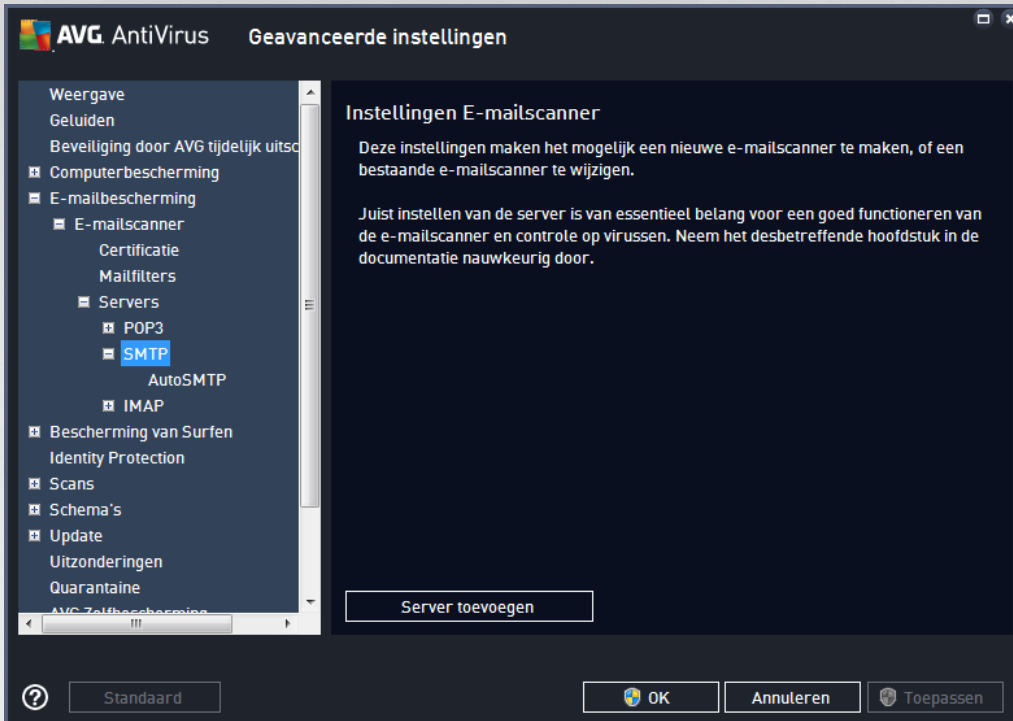 AVG. AntiVirus Geavanceerde instellingen
Weergave
Geluiden
Beveiliging door AVG tijdelijk uitsc
Computerbescherming
E-mailbescherming
E-mailscanner
Certificatie
Mailfilters
Servers
POP3
SMTP
AutoSMTP
IMAP
Bescherming van Surfen
Identity Protection
Scans
Schema's
Update
Uitzonderingen
Quarantaine
AVG Zelfbescherming
Instellingen E-mailscanner
Deze instellingen maken het mogelijk een nieuwe e-mailscanner te maken, of een
bestaande e-mailscanner te wijzigen.
Juist instellen van de server is van essentieel belang voor een goed functioneren van
de e-mailscanner en controle op virussen. Neem het desbetreffende hoofdstuk in de
documentatie nauwkeurig door.
Server toevoegen
Standaard
OK
Annuleren
Toepassen